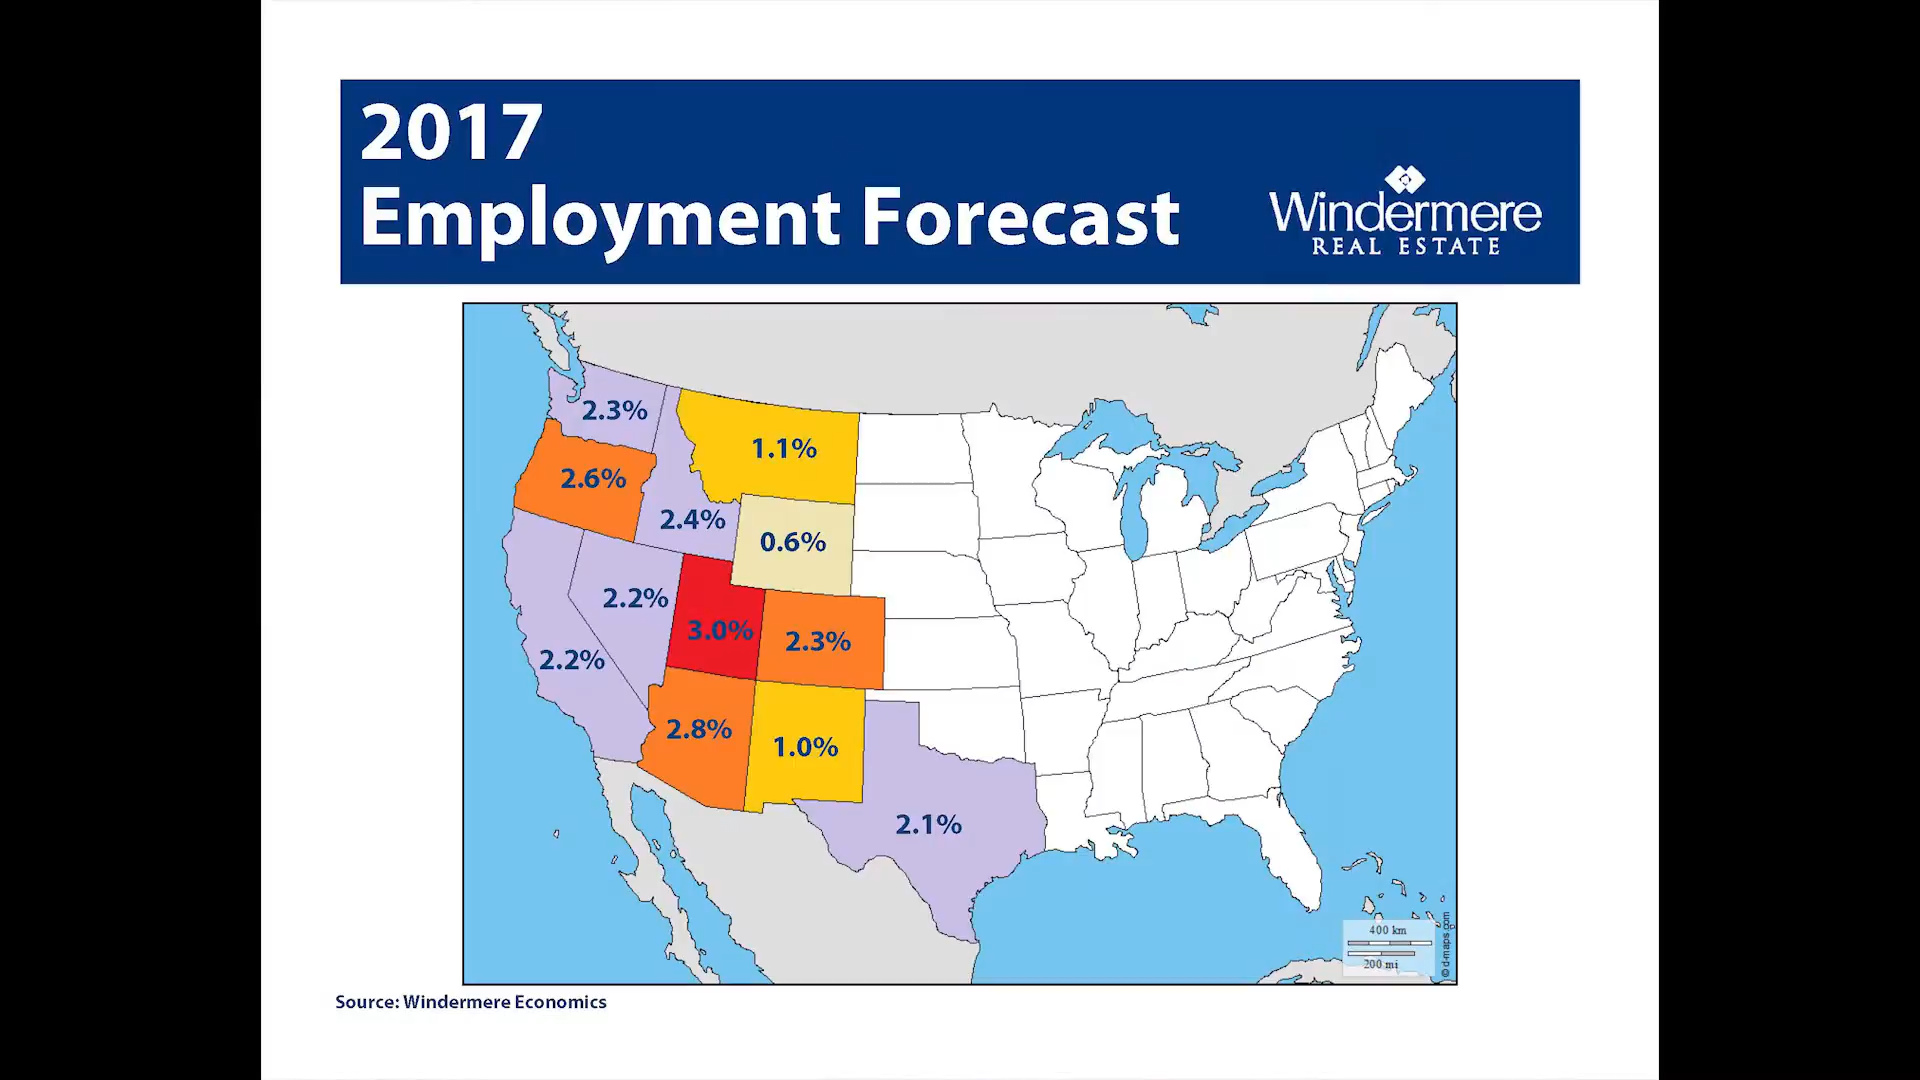 2017
Employment Forecast
Windermere
REAL ESTATE
2.3%
1.1%
2.6%
2.4%
0.6%
2.2%
3.0%
2.3%
2.2%
2.8%
1.0%
2.1%
400 km
200 mi
© d-maps.com
Source: Windermere Economics